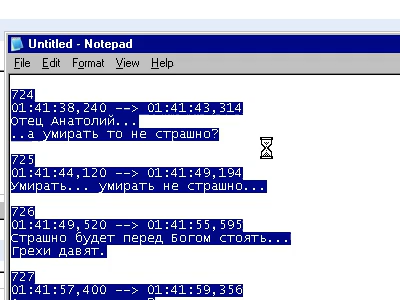 Untitled - Notepad
File Edit Format View Help
724
01:41:38,240 --> 01:41:43,314
Отец Анатолий...
..а умирать то не страшно?
725
01:41:44,120 --> 01:41:49,194
Умирать... умирать не страшно...
726
01:41:49,520 --> 01:41:55,595
Страшно будет перед Богом стоять...
Грехи давят.
727
01:41:57,400 --> 01:41:59,356